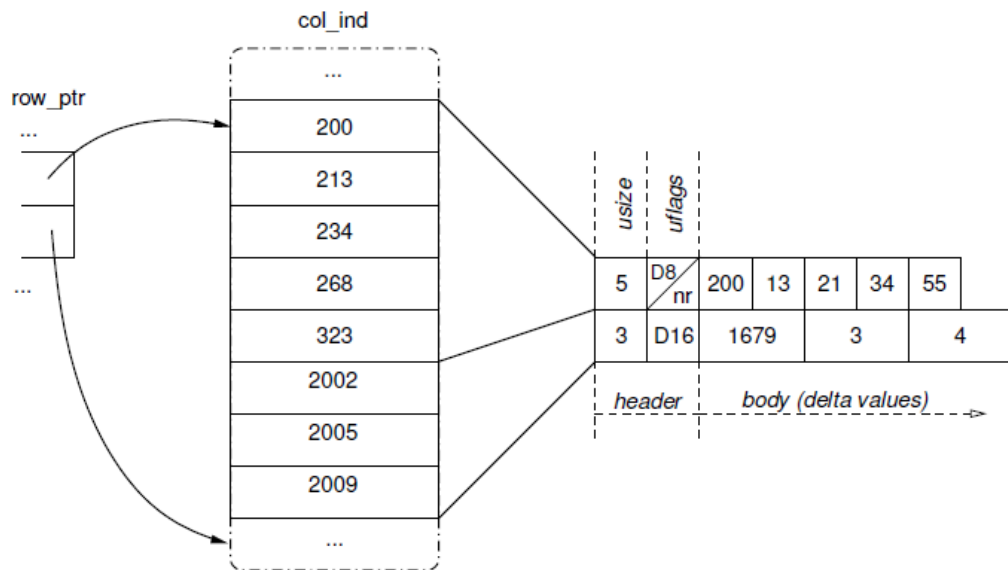 col_ind
...
row_ptr
...
200
213
234
268
323
2002
2005
2009
...
...
usize
uflags
5 D8 nr 200 13 21 34 55
3 D16 1679 3 4
header
body (delta values)